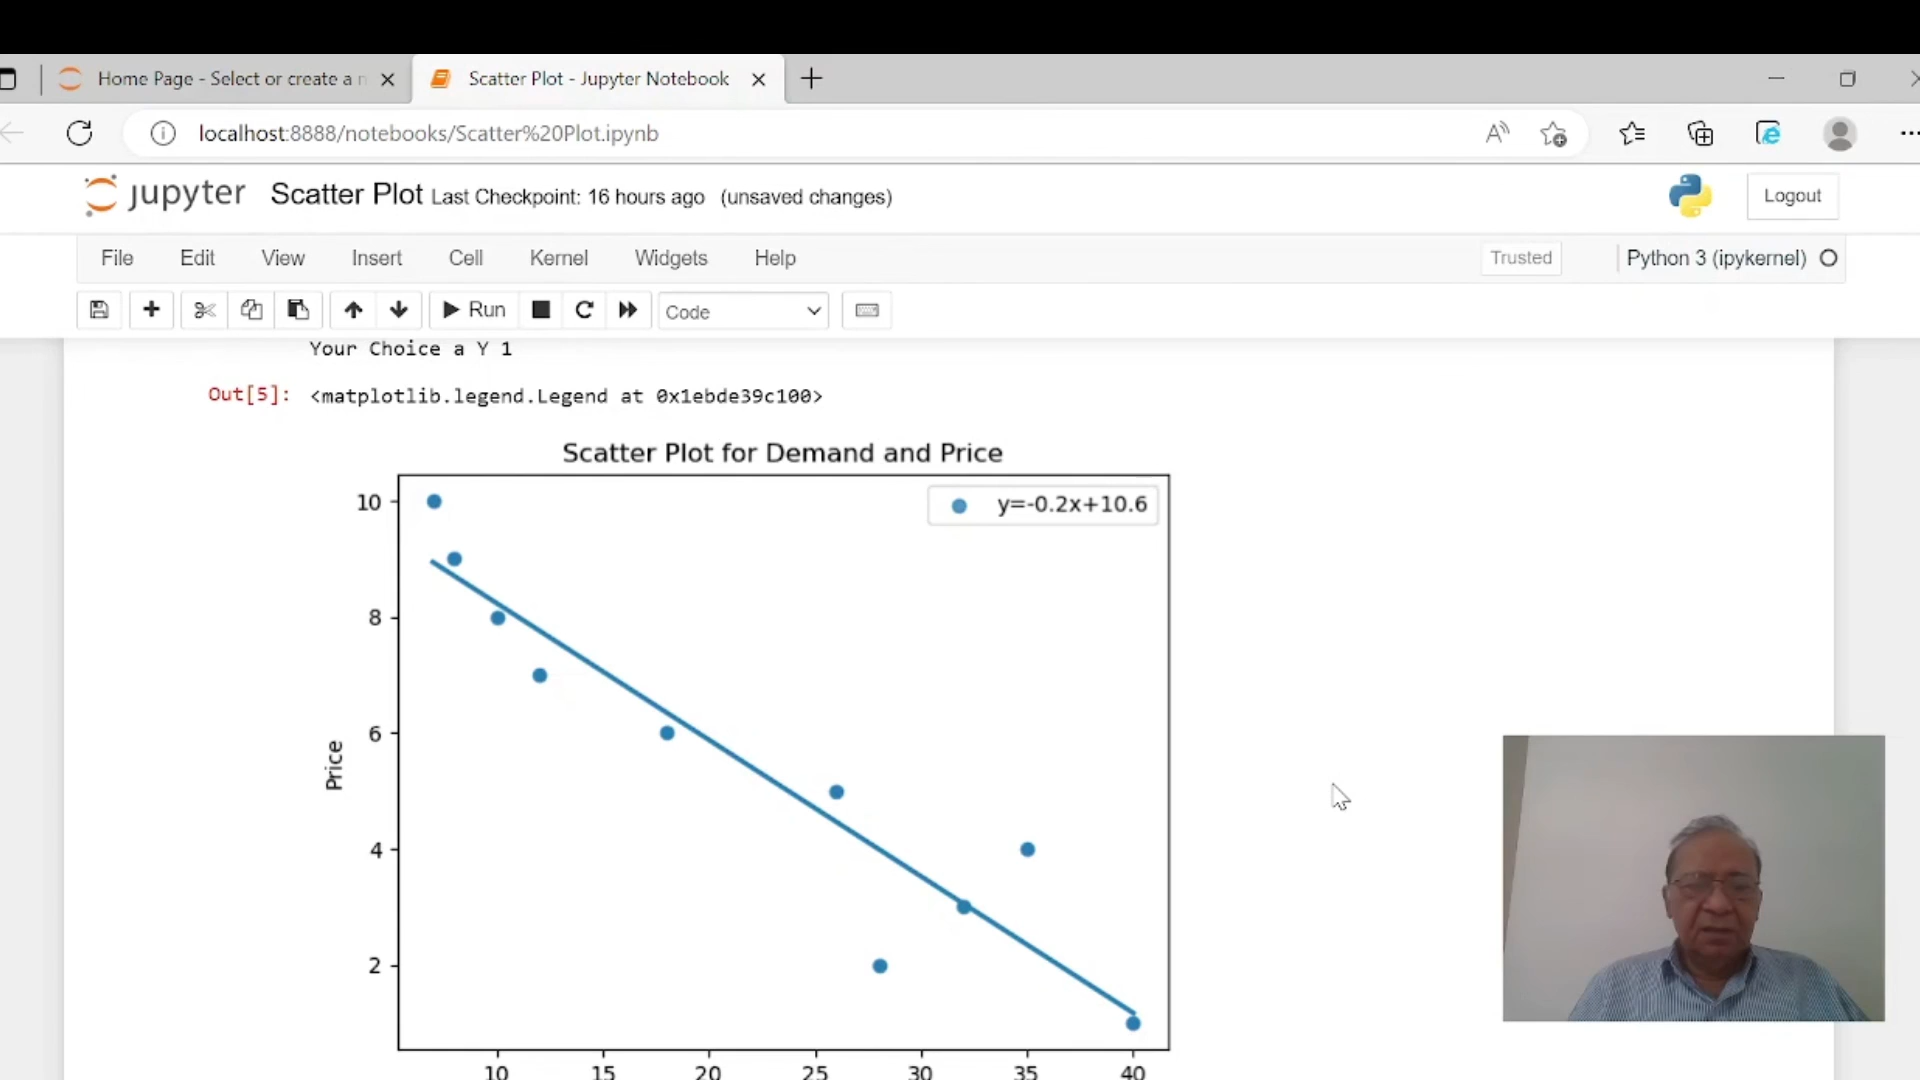 Home Page - Select or create a n
Scatter Plot - Jupyter Notebook
localhost:8888/notebooks/Scatter%20Plot.ipynb
jupyter Scatter Plot Last Checkpoint: 16 hours ago (unsaved changes)
Logout
File Edit View Insert Cell Kernel Widgets Help
Trusted
Python 3 (ipykernel)
Run
Code
Your Choice a Y 1
Out[5]: <matplotlib.legend.Legend at 0x1ebde39c100>
Scatter Plot for Demand and Price
y=-0.2x+10.6
10
8
6
4
2
Price
10 15 20 25 30 35 40